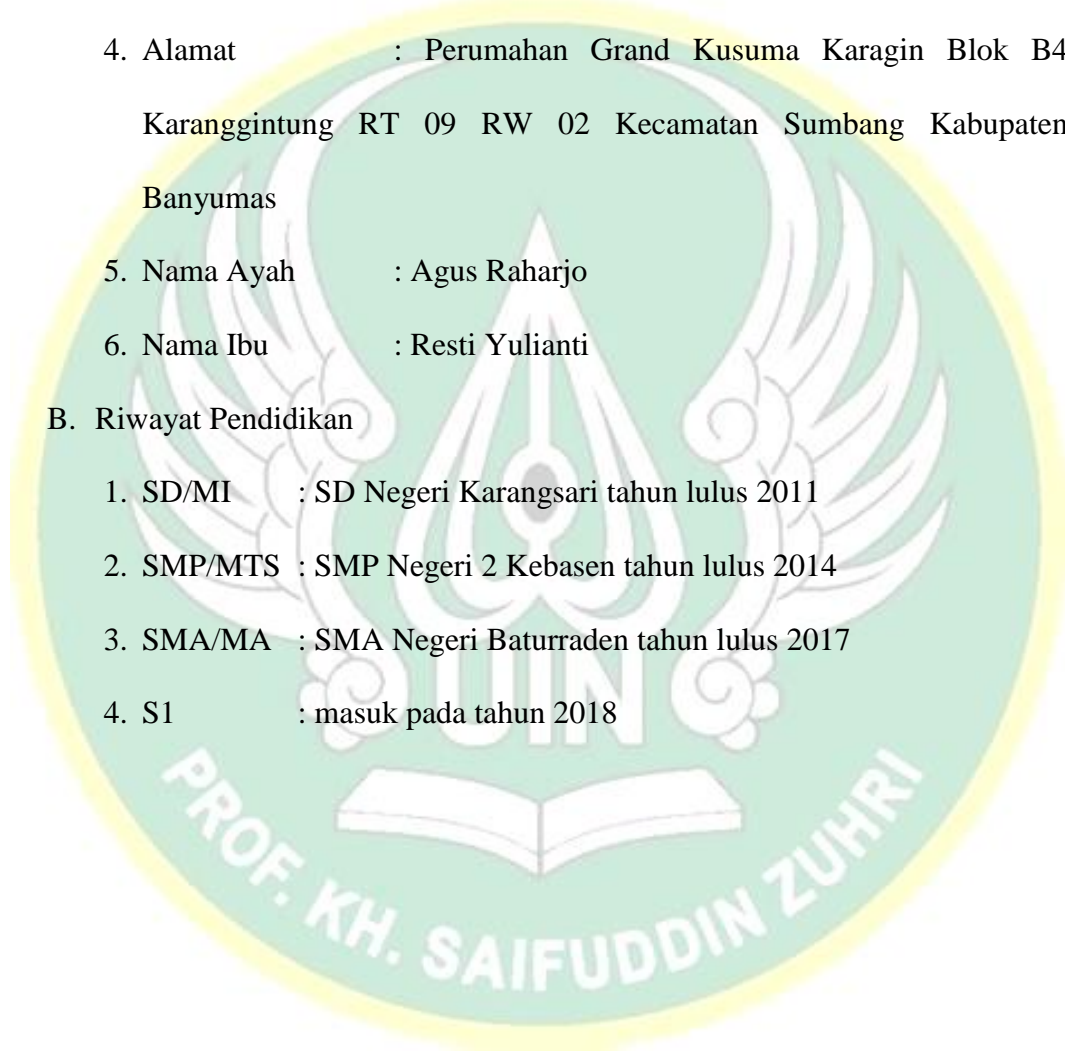 4. Alamat : Perumahan Grand Kusuma Karagin Blok B4
Karanggintung RT 09 RW 02 Kecamatan Sumbang Kabupaten
Banyumas
5. Nama Ayah : Agus Raharjo
6. Nama Ibu : Resti Yulianti
B. Riwayat Pendidikan
1. SD/MI : SD Negeri Karangsari tahun lulus 2011
2. SMP/MTS : SMP Negeri 2 Kebasen tahun lulus 2014
3. SMA/MA : SMA Negeri Baturraden tahun lulus 2017
4. S1 : masuk pada tahun 2018
UIN
PROF. KH. SAIFUDDIN ZUHRI